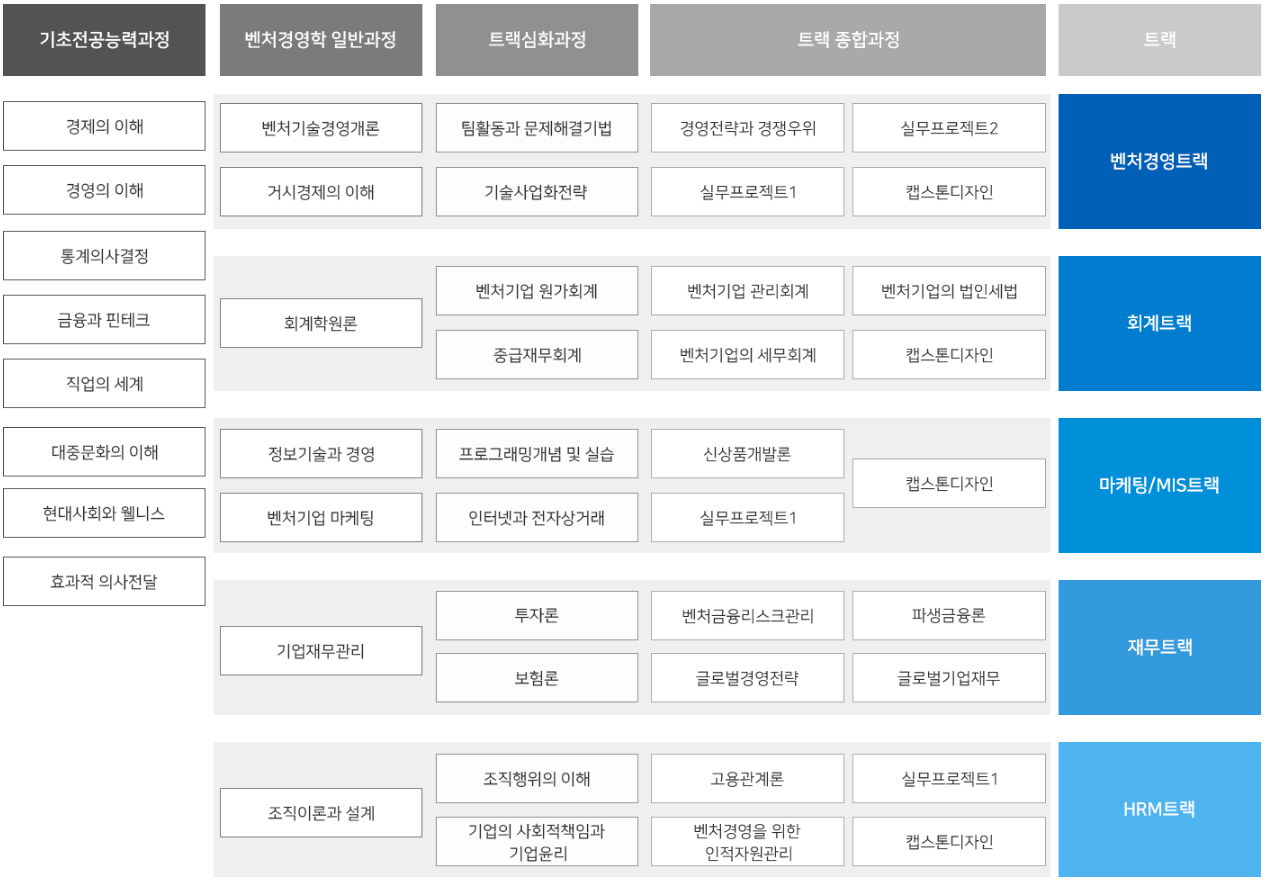 기초전공능력과정
벤처경영학 일반과정
트랙심화과정
트랙 종합과정
트랙
경제의 이해
경영의 이해
통계의사결정
금융과 핀테크
직업의 세계
대중문화의 이해
현대사회와 웰니스
효과적 의사전달
벤처기술경영개론
팀활동과 문제해결기법
경영전략과 경쟁우위
실무프로젝트2
거시경제의 이해
기술사업화전략
실무프로젝트1
캡스톤디자인
벤처경영트랙
회계학원론
벤처기업 원가회계
벤처기업 관리회계
벤처기업의 법인세법
중급재무회계
벤처기업의 세무회계
캡스톤디자인
회계트랙
정보기술과 경영
프로그래밍개념 및 실습
신상품개발론
벤처기업 마케팅
인터넷과 전자상거래
실무프로젝트1
캡스톤디자인
마케팅/MIS트랙
기업재무관리
투자론
벤처금융리스크관리
파생금융론
보험론
글로벌경영전략
글로벌기업재무
재무트랙
조직이론과 설계
조직행위의 이해
고용관계론
실무프로젝트1
기업의 사회적책임과
기업윤리
벤처경영을 위한
인적자원관리
캡스톤디자인
HRM트랙